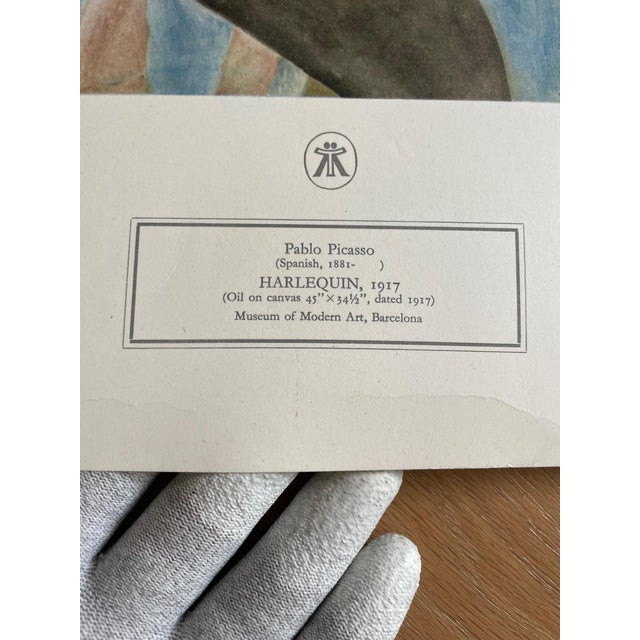 Pablo Picasso
(Spanish, 1881- )
HARLEQUIN, 1917
(Oil on canvas 45" × 34½", dated 1917)
Museum of Modern Art, Barcelona